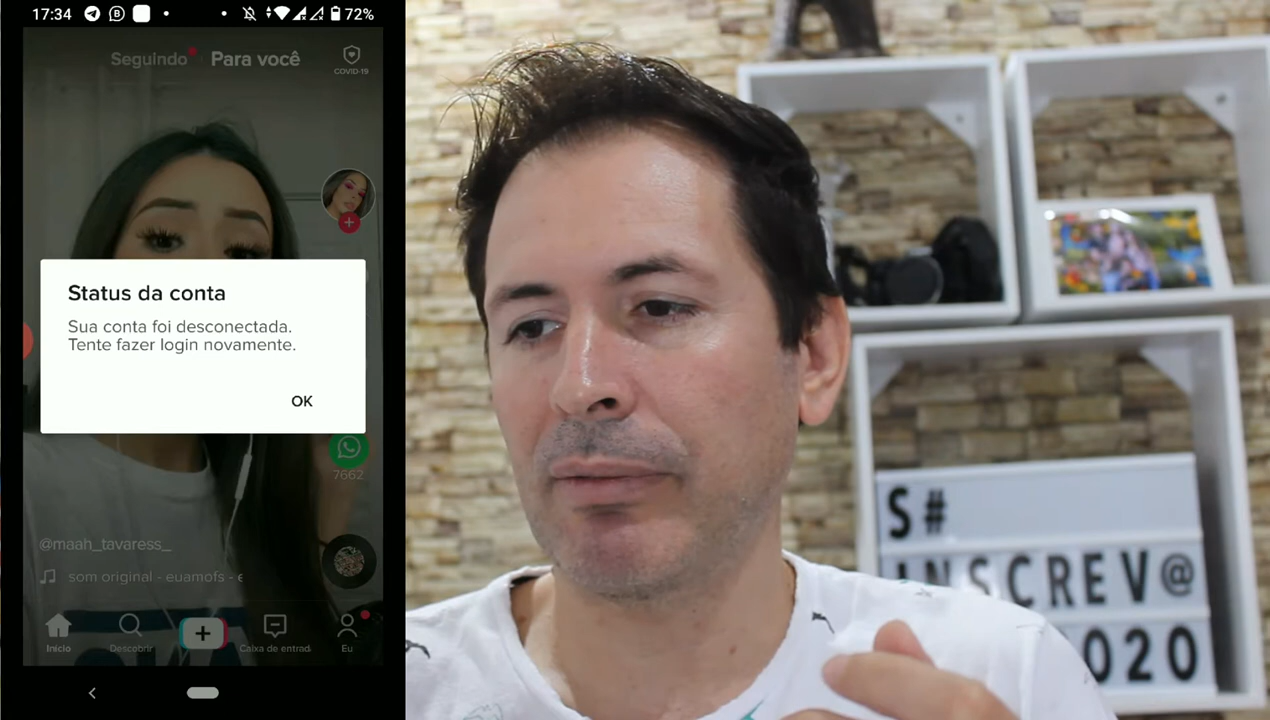 17:34
72%
Seguindo Para você
COVID-19
Status da conta
Sua conta foi desconectada.
Tente fazer login novamente.
OK
7662
@maah_tavaress_
som original - euamofs - e
Início Descobrir Caixa de entrad Eu
S#
INSCREV@
2020